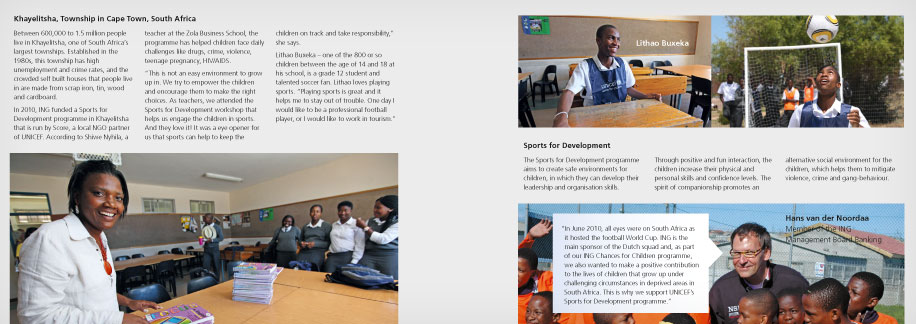 Khayelitsha, Township in Cape Town, South Africa
Between 600,000 to 1.5 million people
live in Khayelitsha, one of South Africa's
largest townships. Established in the
1980s, this township has high
unemployment and crime rates, and the
crowded self built houses that people live
in are made from scrap iron, tin, wood
and cardboard.
In 2010, ING funded a Sports for
Development programme in Khayelitsha
that is run by Score, a local NGO partner
of UNICEF. According to Shiwe Nyhila, a
teacher at the Zola Business School, the
programme has helped children face daily
challenges like drugs, crime, violence,
teenage pregnancy, HIV/AIDS.
"This is not an easy environment to grow
up in. We try to empower the children
and encourage them to make the right
choices. As teachers, we attended the
Sports for Development workshop that
helps us engage the children in sports.
And they love it! It was a eye opener for
us that sports can help to keep the
children on track and take responsibility,"
she says.
Lithao Buxeka – one of the 800 or so
children between the age of 14 and 18 at
his school, is a grade 12 student and
talented soccer fan. Lithao loves playing
sports. "Playing sports is great and it
helps me to stay out of trouble. One day I
would like to be a professional football
player, or I would like to work in tourism."
Lithao Buxeka
Sports for Development
The Sports for Development programme
aims to create safe environments for
children, in which they can develop their
leadership and organisation skills.
Through positive and fun interaction, the
children increase their physical and
personal skills and confidence levels. The
spirit of companionship promotes an
alternative social environment for the
children, which helps them to mitigate
violence, crime and gang-behaviour.
"In June 2010, all eyes were on South Africa as
it hosted the football World Cup. ING is the
main sponsor of the Dutch squad and, as part
of our ING Chances for Children programme,
we also wanted to make a positive contribution
to the lives of children that grow up under
challenging circumstances in deprived areas in
South Africa. This is why we support UNICEF's
Sports for Development programme."
Hans van der Noordaa
Member of the ING
Management Board Banking